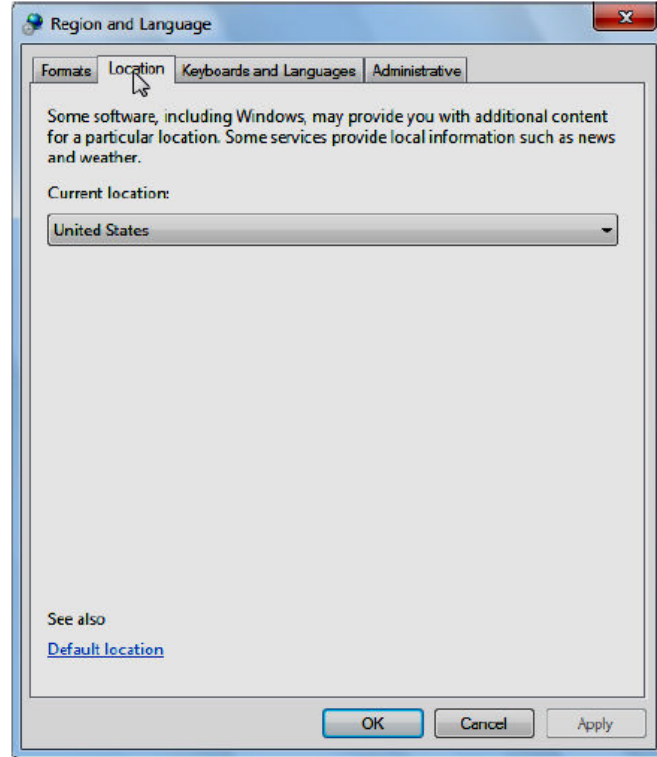 Region and Language
Formats Location Keyboards and Languages Administrative
Some software, including Windows, may provide you with additional content
for a particular location. Some services provide local information such as news
and weather.
Current location:
United States
See also
Default location
OK Cancel Apply